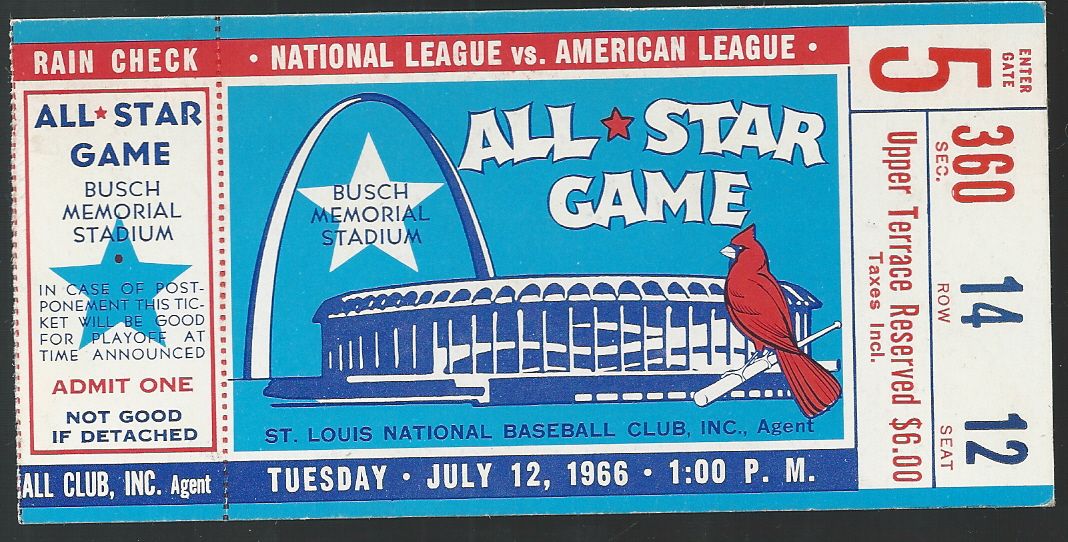 RAIN CHECK
ALL★STAR
GAME
BUSCH
MEMORIAL
STADIUM
IN CASE OF POST-
PONEMENT THIS TIC-
KET WILL BE GOOD
FOR PLAYOFF AT
TIME ANNOUNCED
ADMIT ONE
NOT GOOD
IF DETACHED
ALL CLUB, INC. Agent
• NATIONAL LEAGUE vs. AMERICAN LEAGUE •
ALL★STAR
GAME
BUSCH
MEMORIAL
STADIUM
ST. LOUIS NATIONAL BASEBALL CLUB, INC., Agent
TUESDAY • JULY 12, 1966 • 1:00 P. M.
ENTER
GATE
5
360
SEC.
14
ROW
12
SEAT
Upper Terrace Reserved $6.00
Taxes Incl.